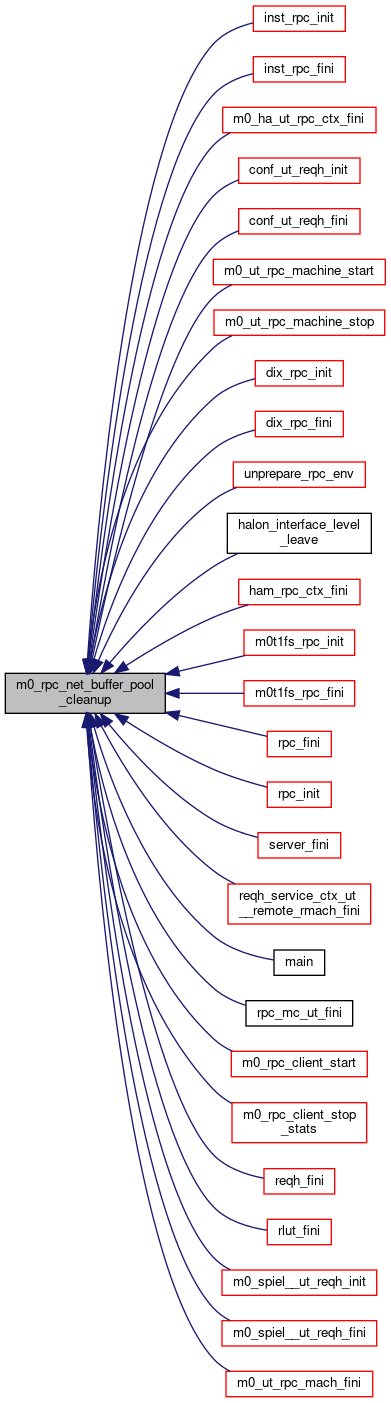 inst_rpc_init
inst_rpc_fini
m0_ha_ut_rpc_ctx_fini
conf_ut_reqh_init
conf_ut_reqh_fini
m0_ut_rpc_machine_start
m0_ut_rpc_machine_stop
dix_rpc_init
dix_rpc_fini
unprepare_rpc_env
halon_interface_level
_leave
ham_rpc_ctx_fini
m0t1fs_rpc_init
m0_rpc_net_buffer_pool
_cleanup
m0t1fs_rpc_fini
rpc_fini
rpc_init
server_fini
reqh_service_ctx_ut
__remote_rmach_fini
main
rpc_mc_ut_fini
m0_rpc_client_start
m0_rpc_client_stop
_stats
reqh_fini
rlut_fini
m0_spiel__ut_reqh_init
m0_spiel__ut_reqh_fini
m0_ut_rpc_mach_fini